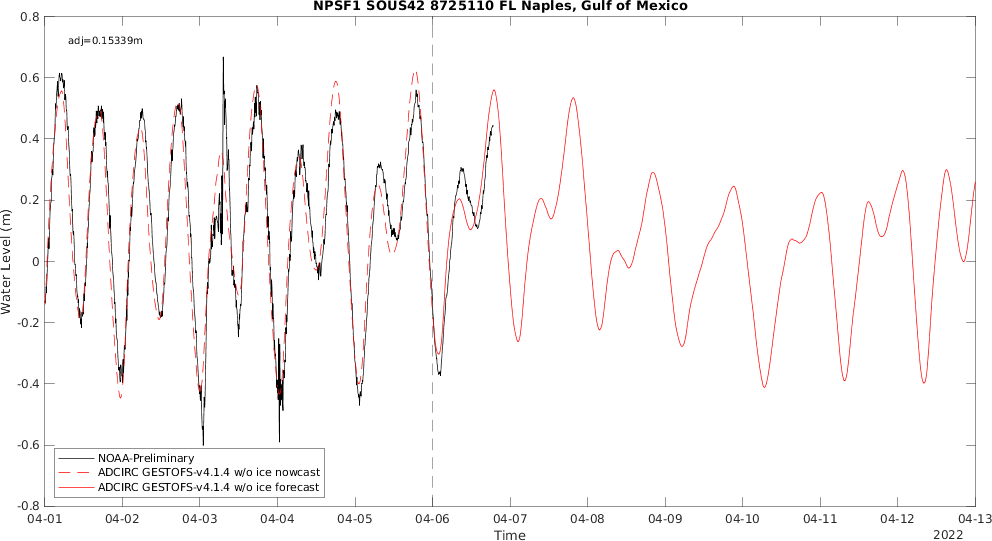 NPSF1 SOUS42 8725110 FL Naples, Gulf of Mexico
adj=0.15339m
0.8
0.6
0.4
0.2
0
-0.2
-0.4
-0.6
-0.8
Water Level (m)
NOAA-Preliminary
ADCIRC GESTOFS-v4.1.4 w/o ice nowcast
ADCIRC GESTOFS-v4.1.4 w/o ice forecast
04-01 04-02 04-03 04-04 04-05 04-06 04-07 04-08 04-09 04-10 04-11 04-12 04-13
Time
2022